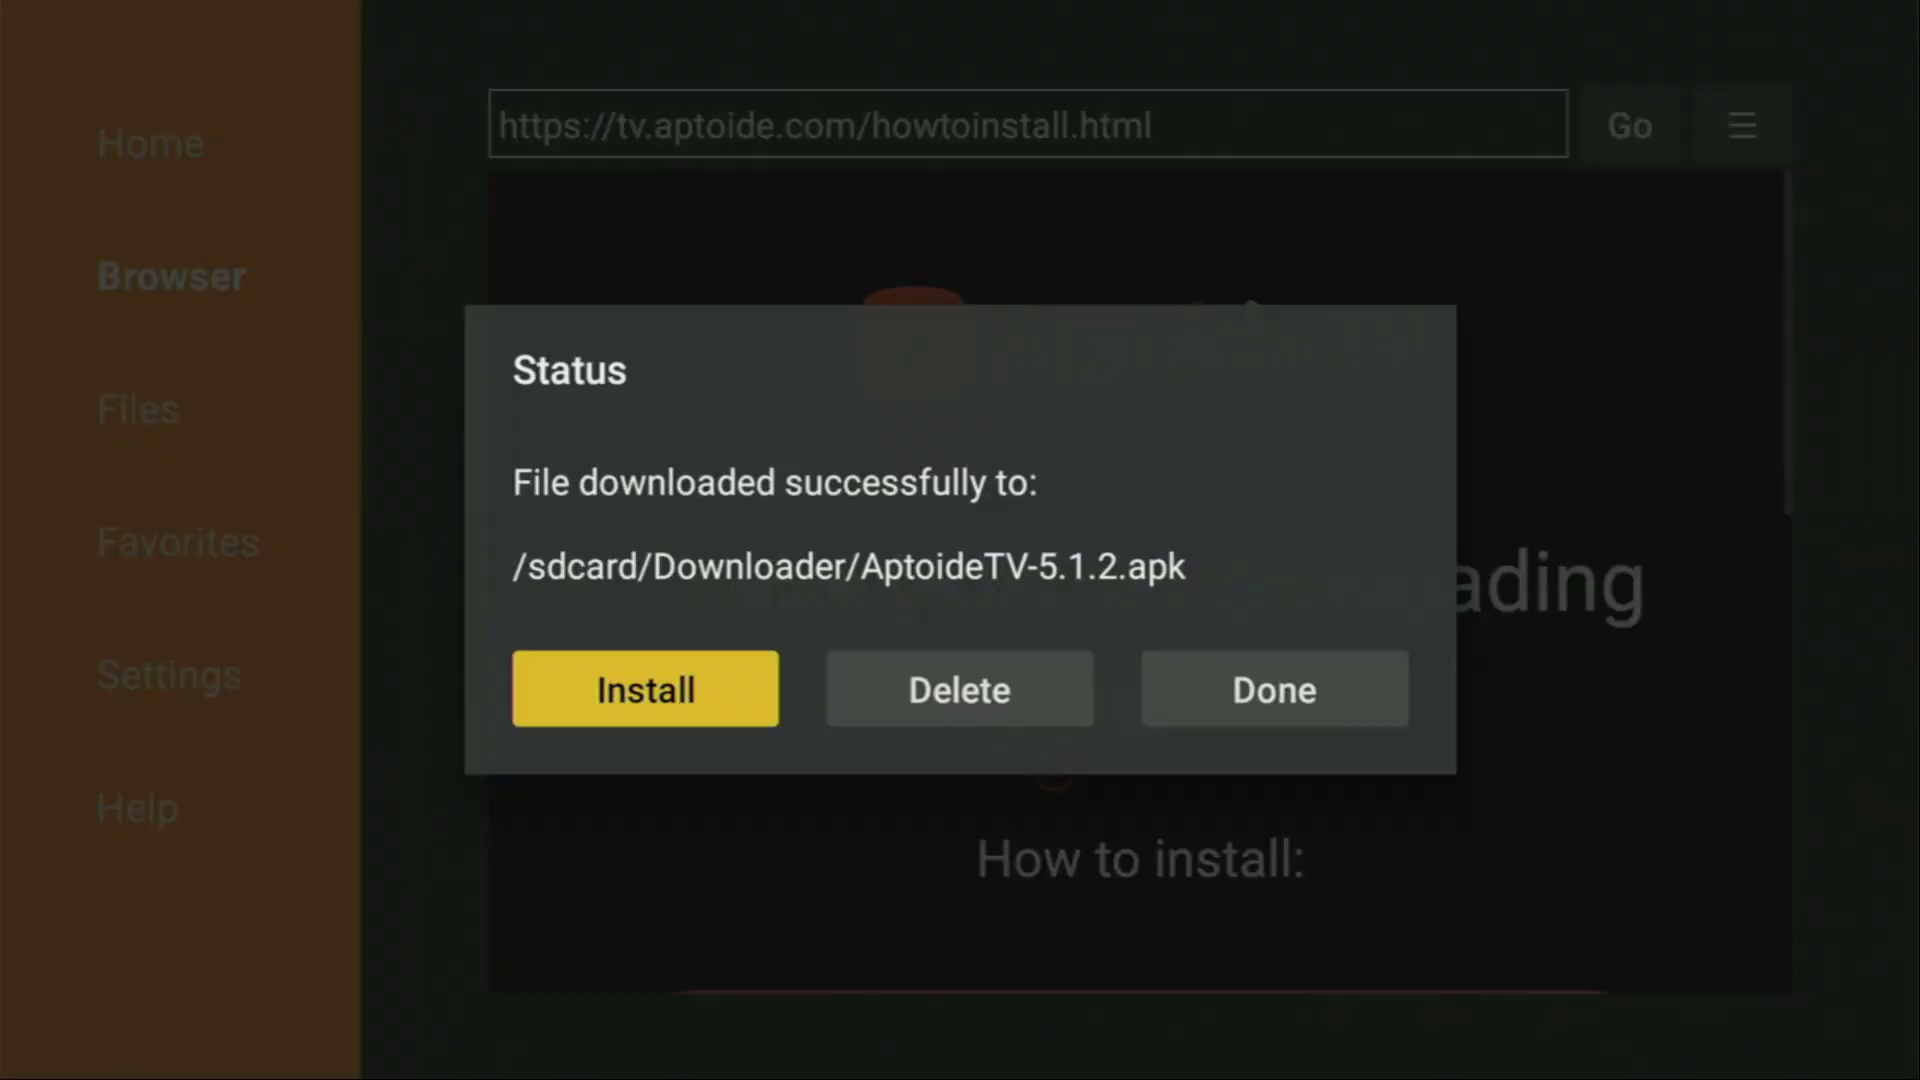 Home
Browser
Files
Favorites
Settings
Help
https://tv.aptoide.com/howtoinstall.html
Go
Status
File downloaded successfully to:
/sdcard/Downloader/AptoideTV-5.1.2.apk
Install
Delete
Done
How to install: